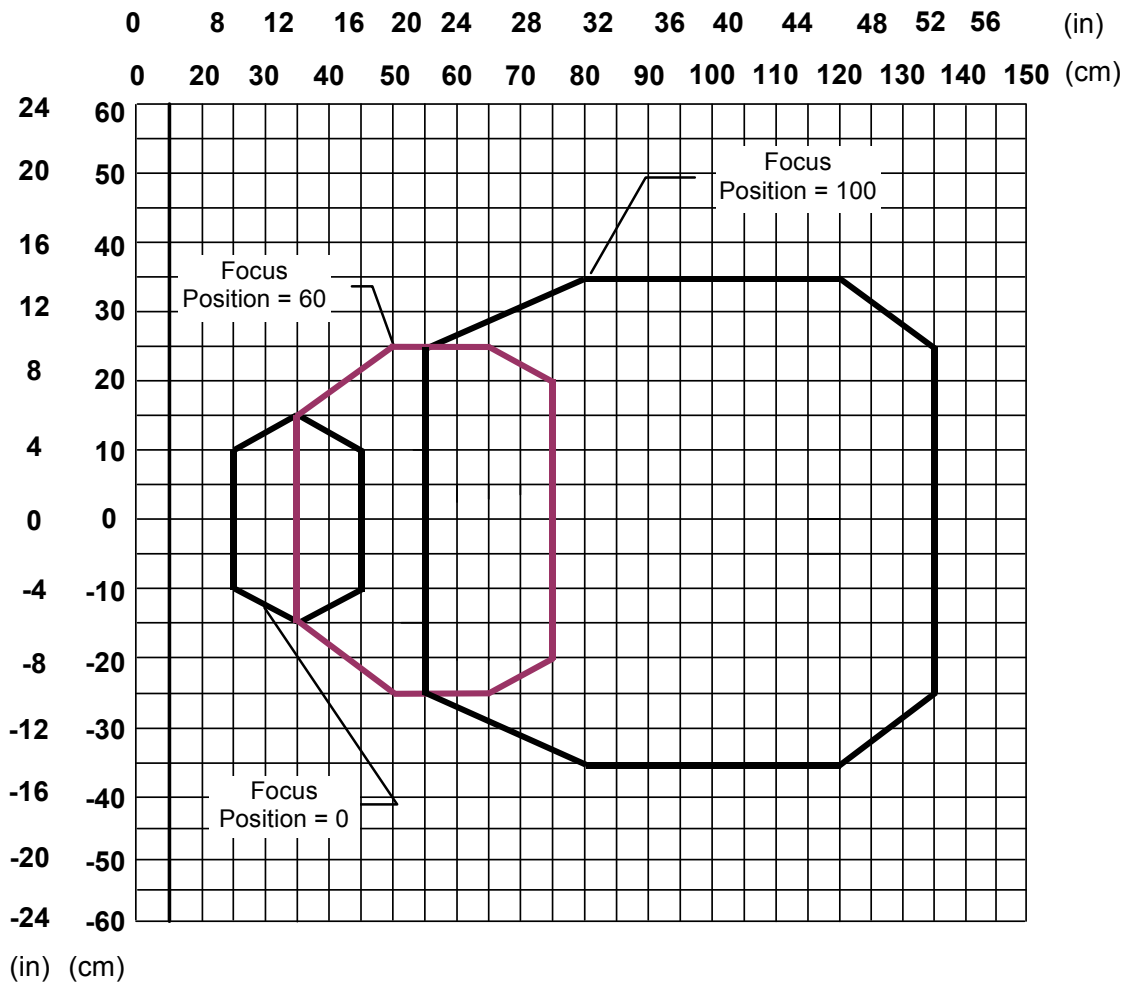 0 8 12 16 20 24 28 32 36 40 44 48 52 56 (in)
0 20 30 40 50 60 70 80 90 100 110 120 130 140 150 (cm)
24 60
20 50
16 40
12 30
8 20
4 10
0 0
-4 -10
-8 -20
-12 -30
-16 -40
-20 -50
-24 -60
(in) (cm)
Focus
Position = 100
Focus
Position = 60
Focus
Position = 0